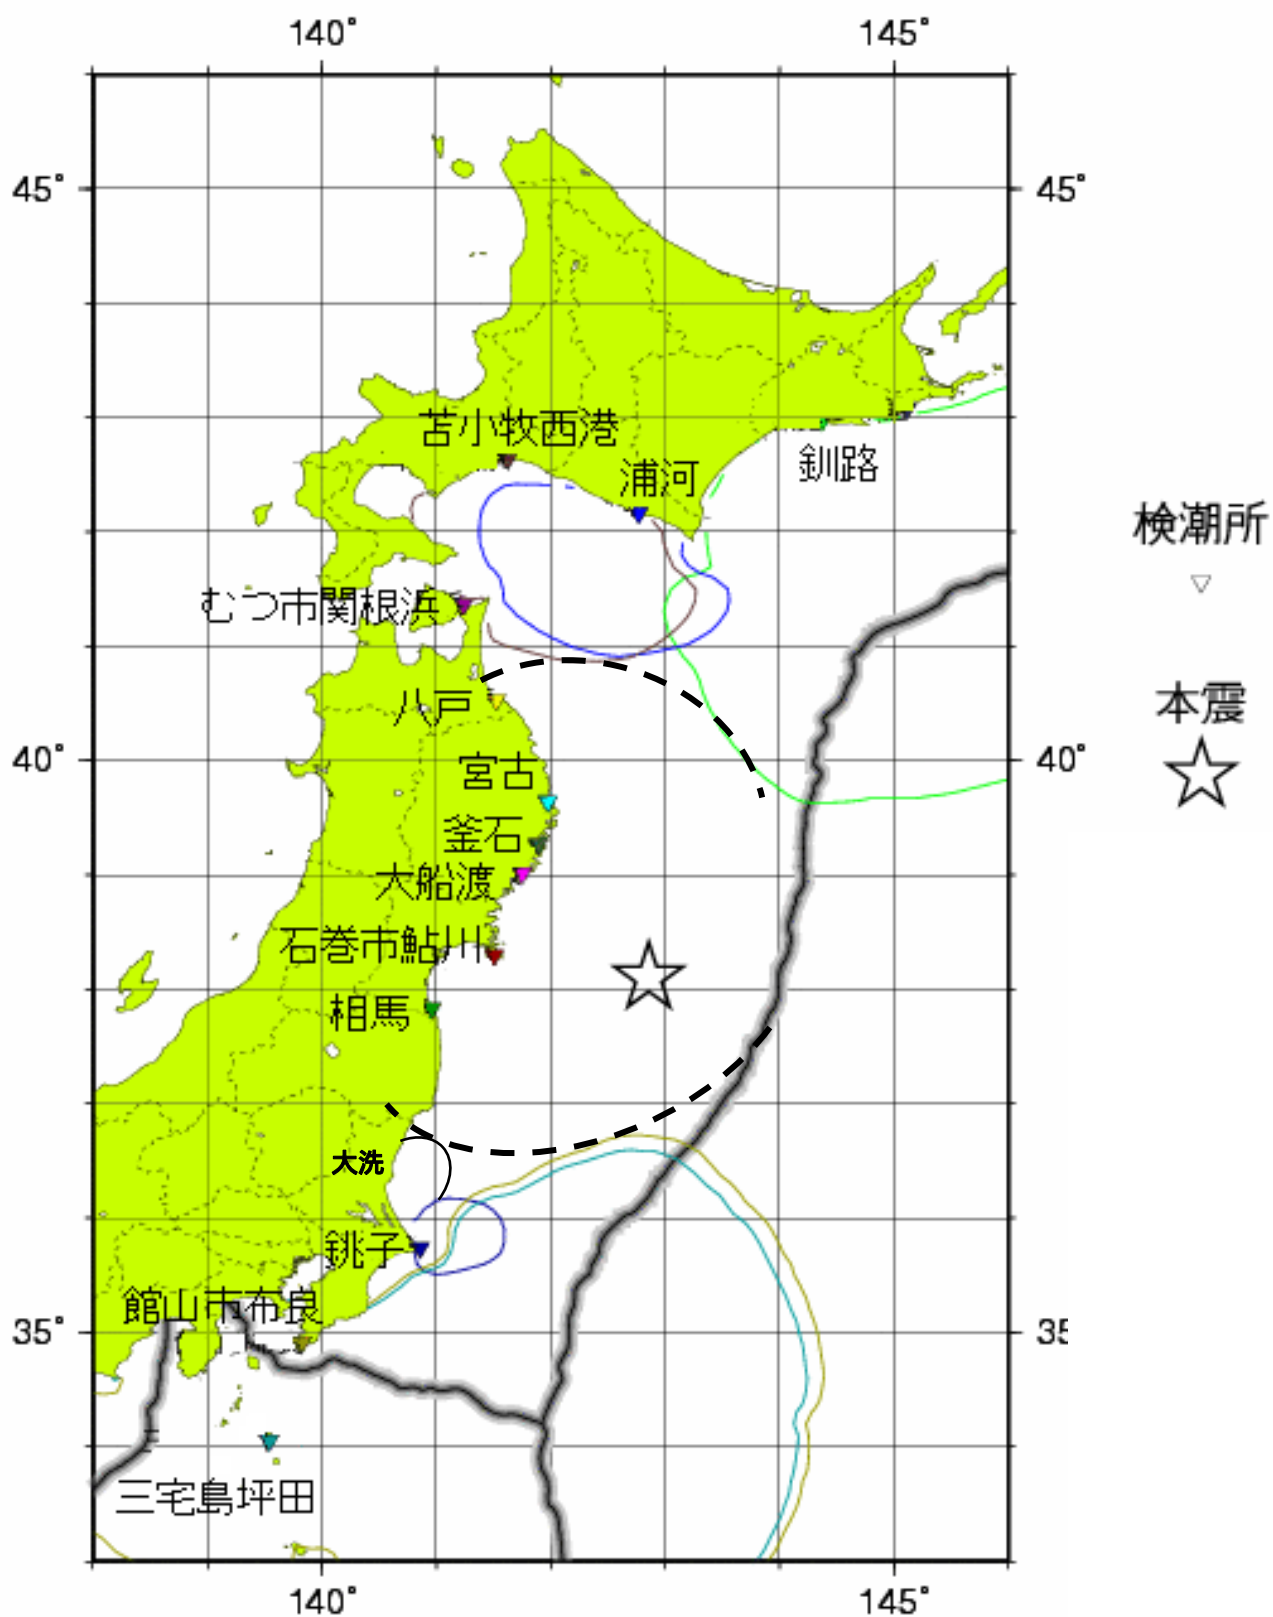 140° 145°
45° 45°
苫小牧西港
浦河
釧路
検潮所
むつ市関根浜
八戸
本震
40° 40°
宮古
釜石
大船渡
石巻市鮎川
相馬
大洗
銚子
館山市布良
35° 35
三宅島坪田
140° 145°